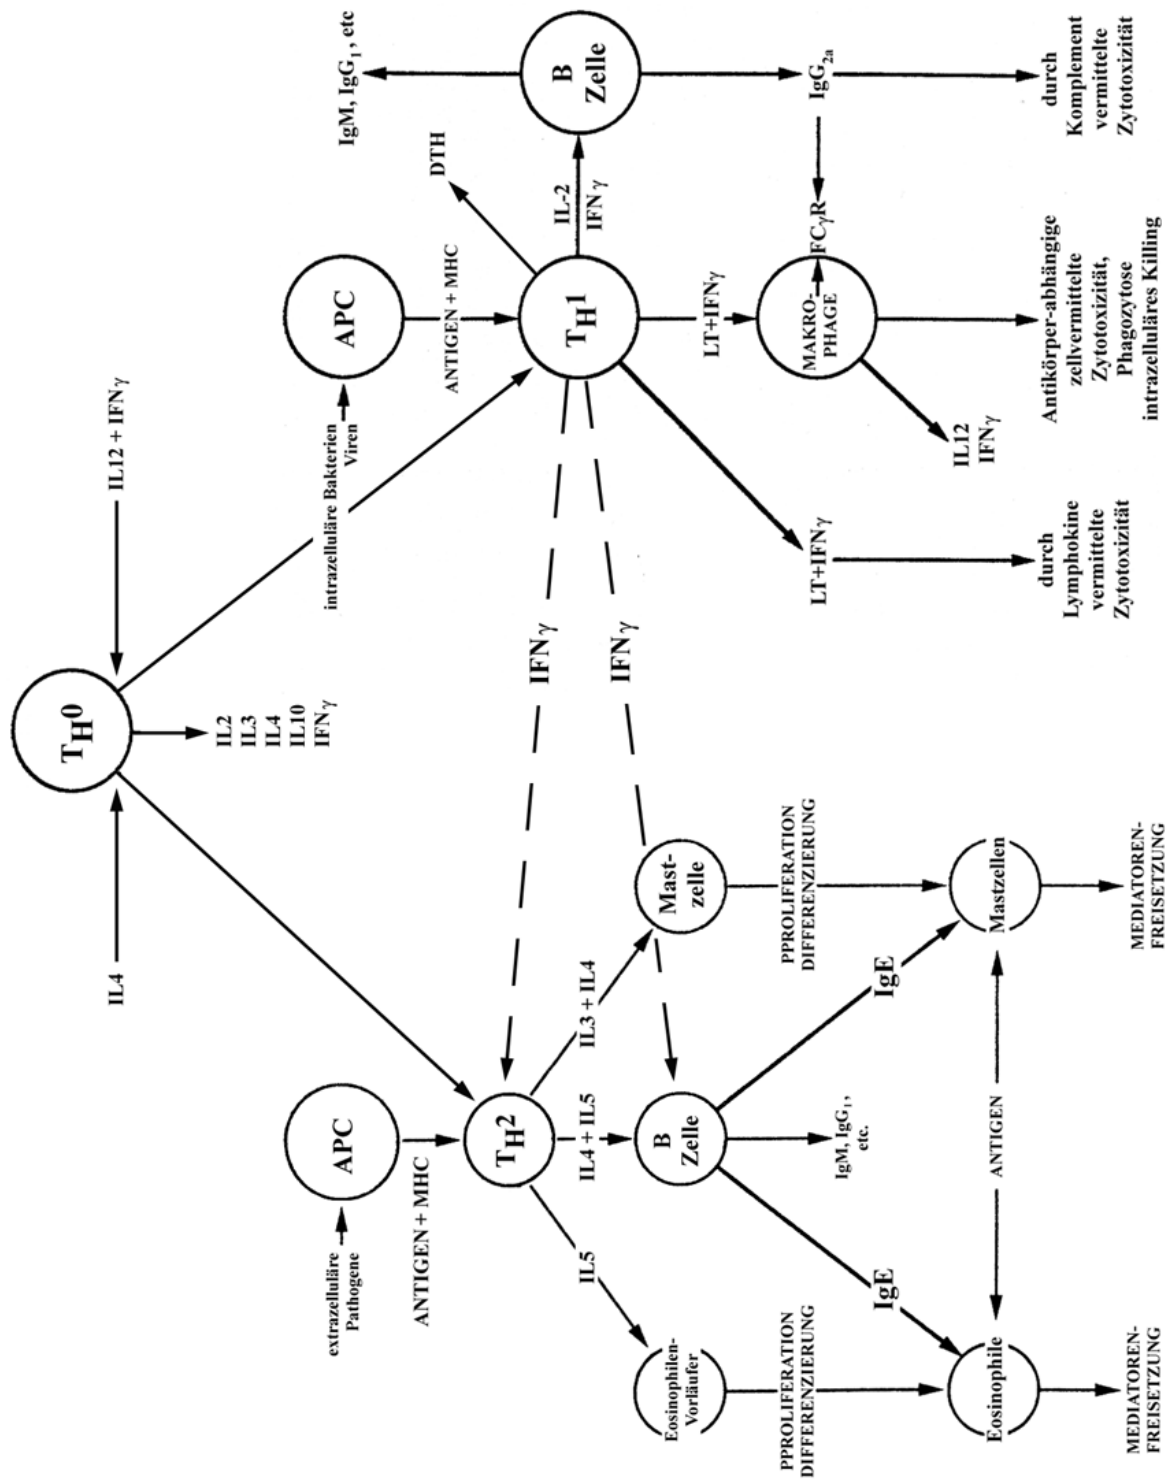 T_H0
IL4
IL12 + IFNγ
IL2
IL3
IL4
IL10
IFNγ
extrazelluläre
Pathogene
APC
ANTIGEN + MHC
intrazelluläre Bakterien
Viren
APC
ANTIGEN + MHC
DTH
IgM, IgG₁, etc
T_H2
IFNγ
IFNγ
T_H1
IL-2
IFNγ
B
Zelle
IL5
IL4 + IL5
IL3 + IL4
Eosinophilen-
Vorläufer
B
Zelle
Mast-
zelle
LT+IFNγ
LT+IFNγ
MAKRO-
PHAGE
FCγR
IgG₂ₐ
PPROLIFERATION
DIFFERENZIERUNG
IgE
IgM, IgG₁,
etc.
IgE
PPROLIFERATION
DIFFERENZIERUNG
IL12
IFNγ
Eosinophile
ANTIGEN
Mastzellen
MEDIATOREN-
FREISETZUNG
MEDIATOREN-
FREISETZUNG
durch
Lymphokine
vermittelte
Zytotoxizität
Antikörper-abhängige
zellvermittelte
Zytotoxizität,
Phagozytose
intrazelluläres Killing
durch
Komplement
vermittelte
Zytotoxizität